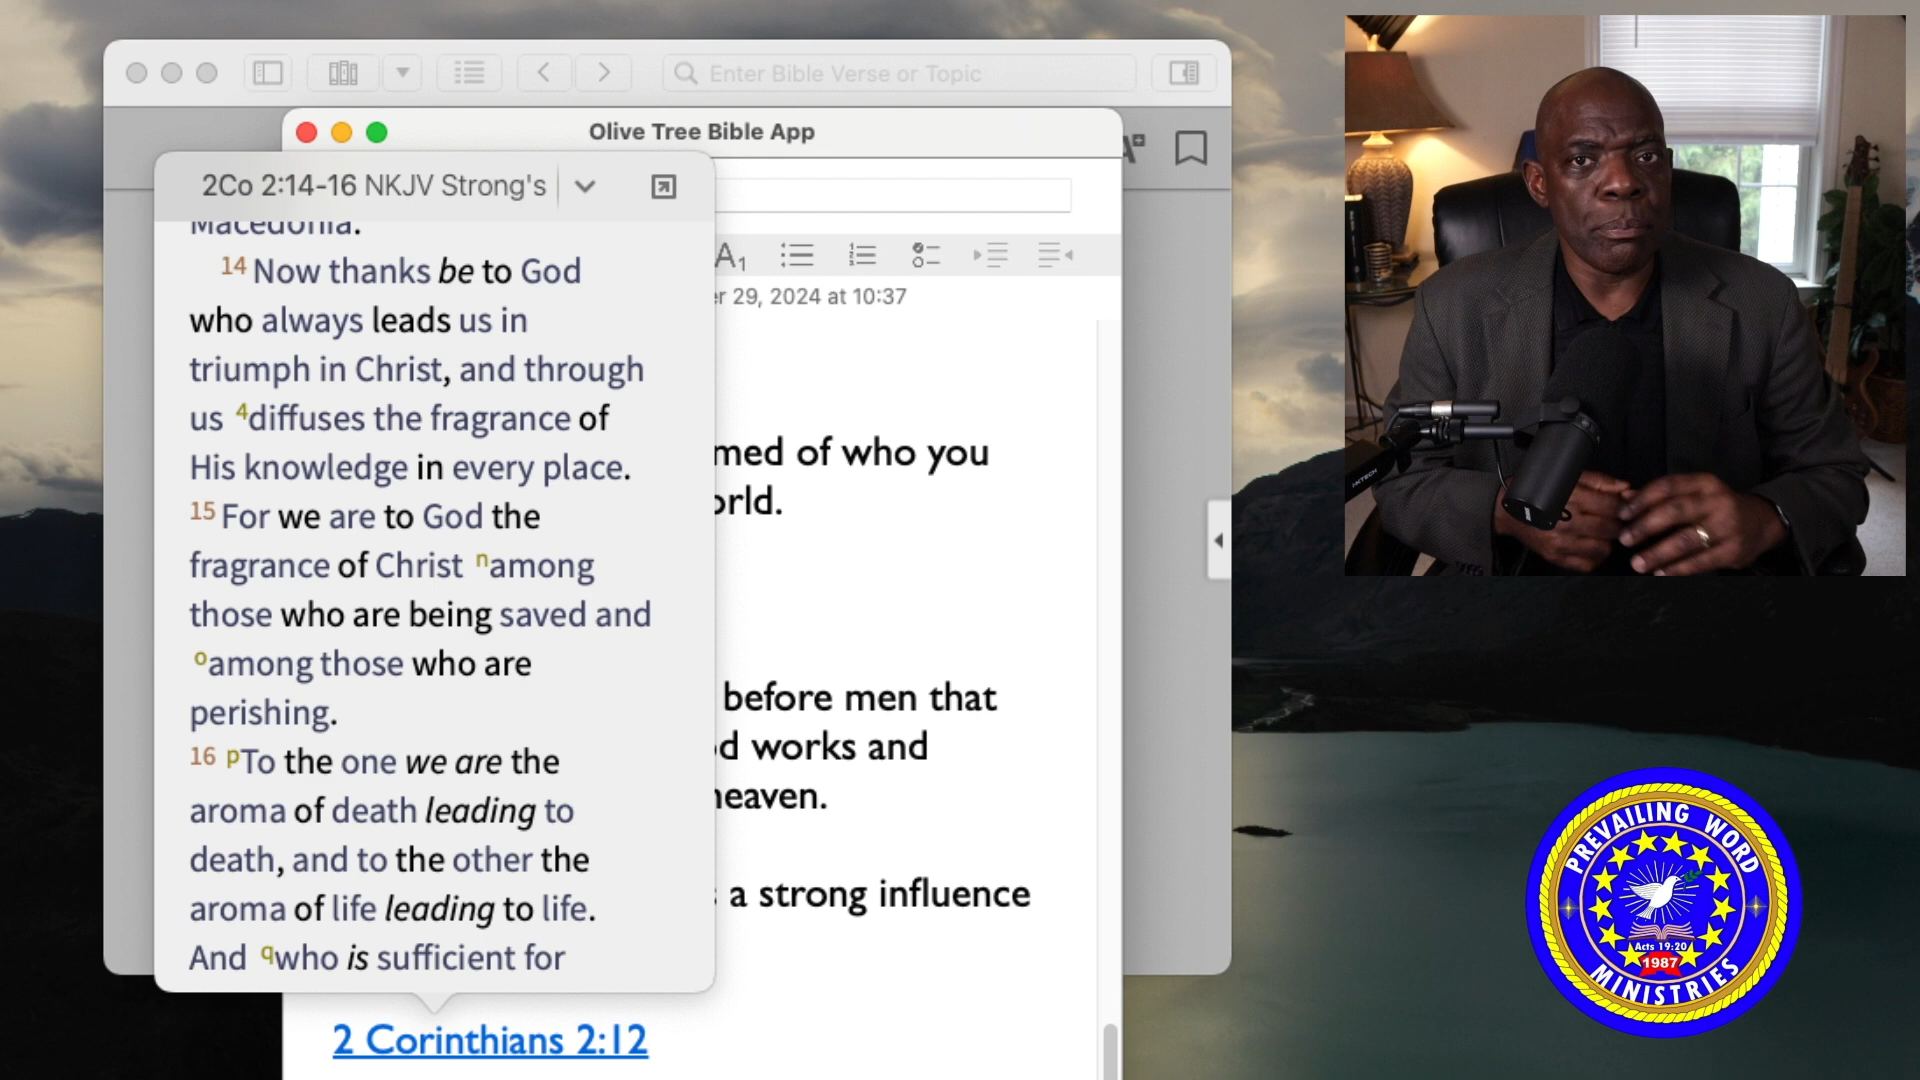 Enter Bible Verse or Topic
Olive Tree Bible App
2Co 2:14-16 NKJV Strong's
Macedonia.
14 Now thanks be to God
who always leads us in
triumph in Christ, and through
us 4diffuses the fragrance of
His knowledge in every place.
15 For we are to God the
fragrance of Christ namong
those who are being saved and
oamong those who are
perishing.
16 pTo the one we are the
aroma of death leading to
death, and to the other the
aroma of life leading to life.
And qwho is sufficient for
29, 2024 at 10:37
med of who you
orld.
before men that
d works and
heaven.
a strong influence
2 Corinthians 2:12
PREVAILING WORD
Acts 19:20
1987
MINISTRIES